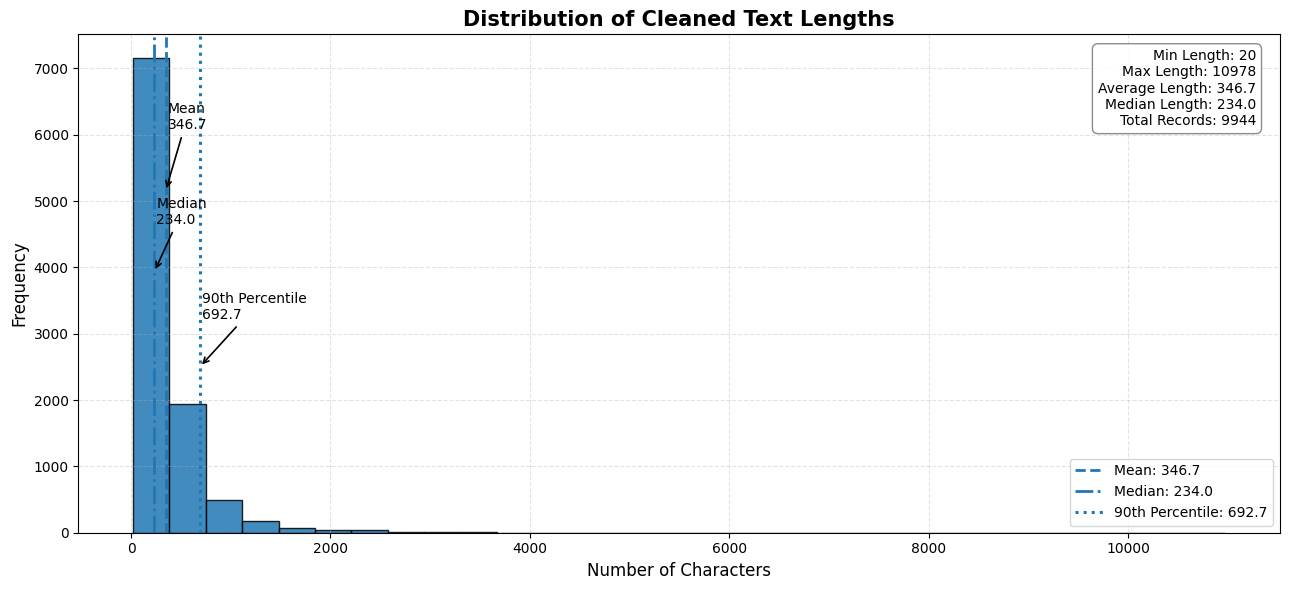 Distribution of Cleaned Text Lengths
Min Length: 20
Max Length: 10978
Average Length: 346.7
Median Length: 234.0
Total Records: 9944
7000
6000
5000
4000
3000
2000
1000
0
Frequency
Mean
346.7
Median
234.0
90th Percentile
692.7
Mean: 346.7
Median: 234.0
90th Percentile: 692.7
0
2000
4000
6000
8000
10000
Number of Characters